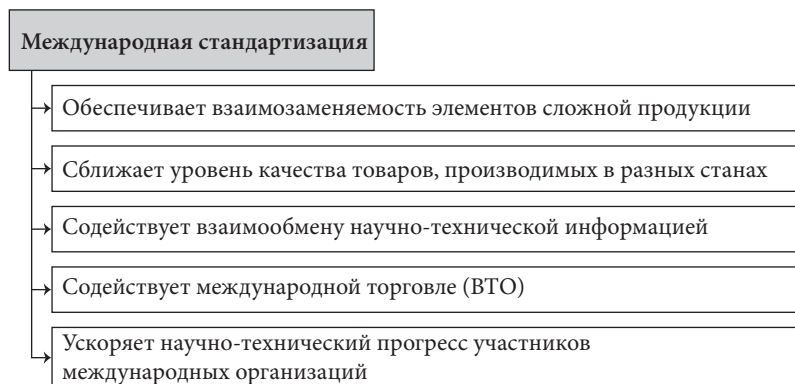 Международная стандартизация
Обеспечивает взаимозаменяемость элементов сложной продукции
Сближает уровень качества товаров, производимых в разных станах
Содействует взаимообмену научно-технической информацией
Содействует международной торговле (ВТО)
Ускоряет научно-технический прогресс участников
международных организаций